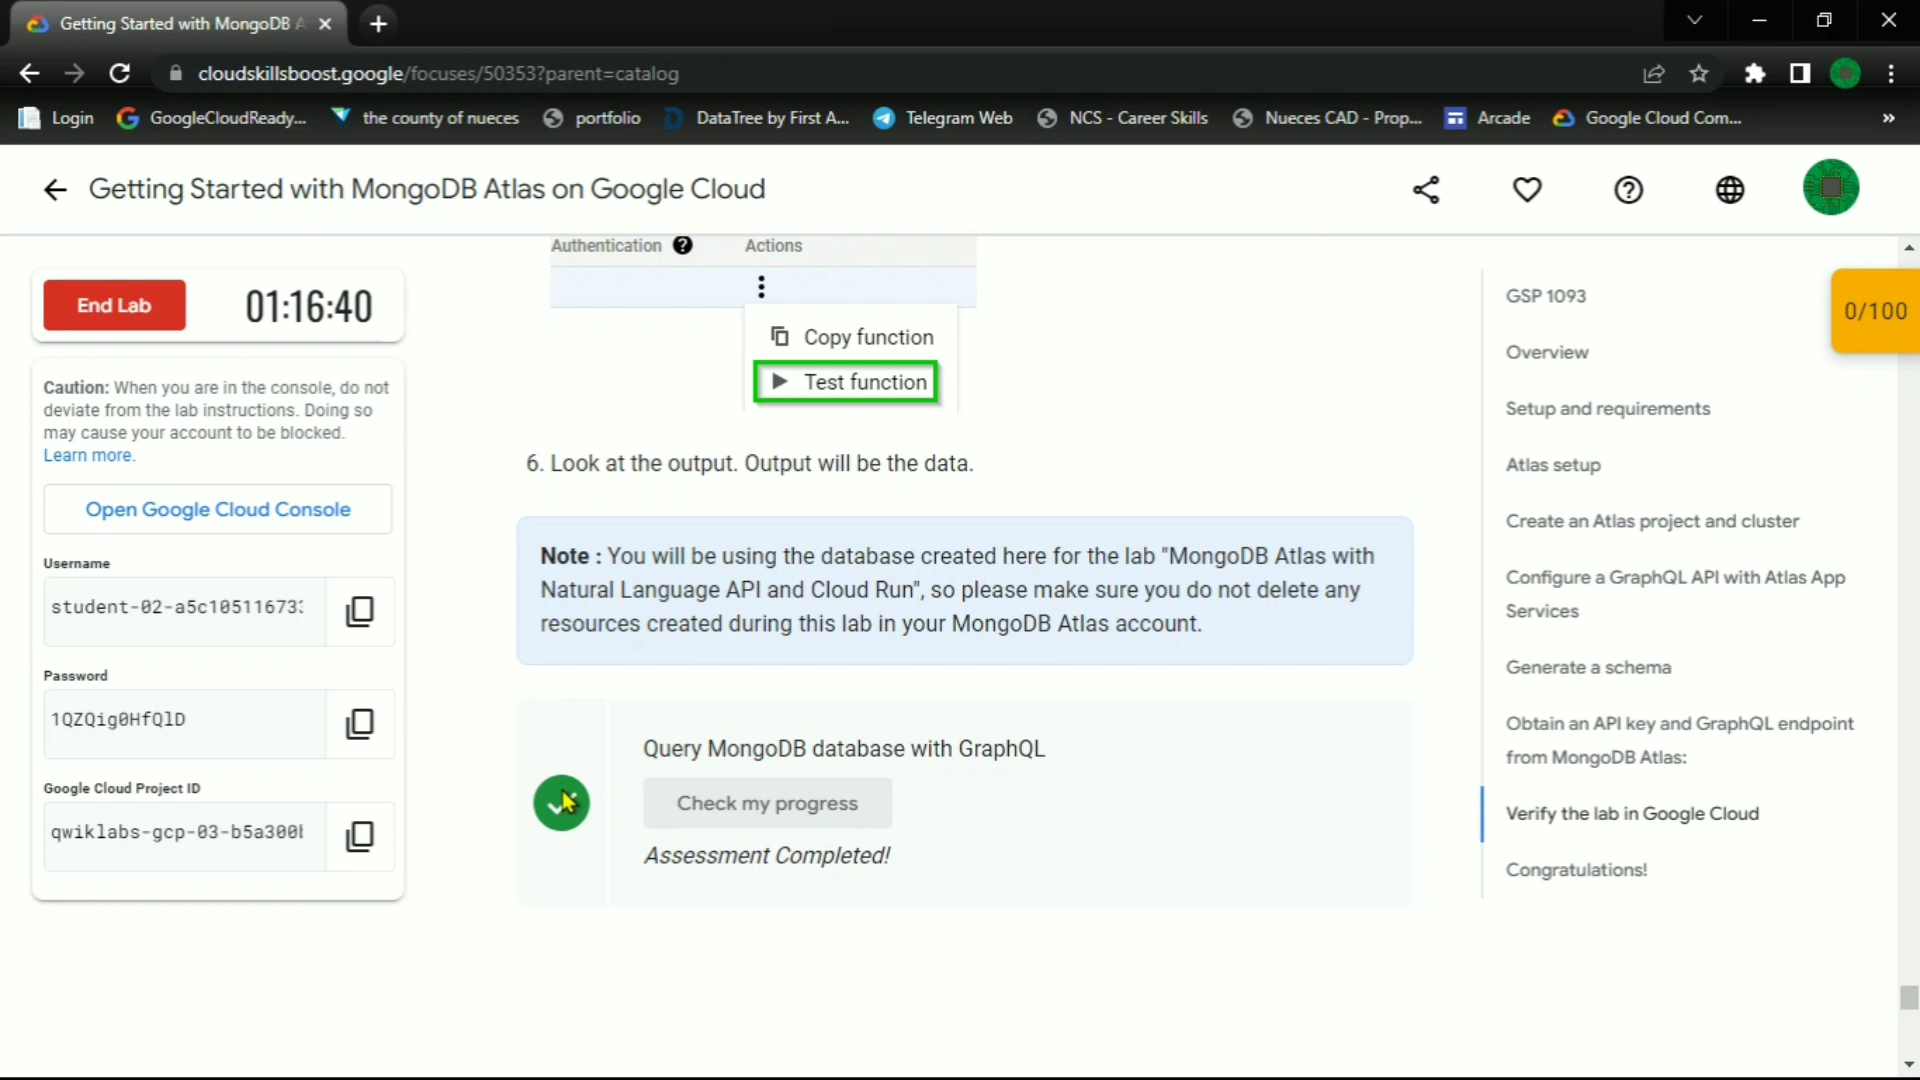 Getting Started with MongoDB A
cloudskillsboost.google/focuses/50353?parent=catalog
Login
GoogleCloudReady...
the county of nueces
portfolio
DataTree by First A...
Telegram Web
NCS - Career Skills
Nueces CAD - Prop...
Arcade
Google Cloud Com...
»
Getting Started with MongoDB Atlas on Google Cloud
End Lab
01:16:40
Caution: When you are in the console, do not
deviate from the lab instructions. Doing so
may cause your account to be blocked.
Learn more.
Open Google Cloud Console
Username
student-02-a5c10511673
Password
1QZQig0HfQlD
Google Cloud Project ID
qwiklabs-gcp-03-b5a300
Authentication ?
Actions
Copy function
Test function
6. Look at the output. Output will be the data.
Note : You will be using the database created here for the lab "MongoDB Atlas with
Natural Language API and Cloud Run", so please make sure you do not delete any
resources created during this lab in your MongoDB Atlas account.
Query MongoDB database with GraphQL
Check my progress
Assessment Completed!
GSP 1093
Overview
Setup and requirements
Atlas setup
Create an Atlas project and cluster
Configure a GraphQL API with Atlas App
Services
Generate a schema
Obtain an API key and GraphQL endpoint
from MongoDB Atlas:
Verify the lab in Google Cloud
Congratulations!
0/100